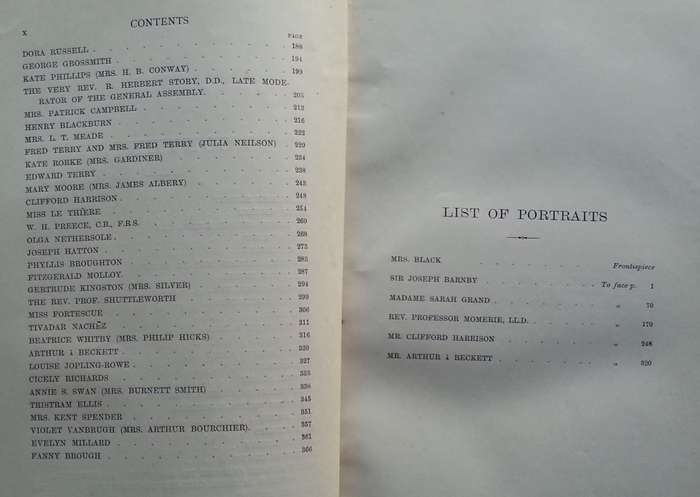 x
CONTENTS
PAGE
DORA RUSSELL 188
GEORGE GROSSMITH 194
KATE PHILLIPS (MRS. H. B. CONWAY) 199
THE VERY REV. R. HERBERT STORY, D.D., LATE MODE-
RATOR OF THE GENERAL ASSEMBLY. 205
MRS. PATRICK CAMPBELL 212
HENRY BLACKBURN 216
MRS. L. T. MEADE 222
FRED TERRY AND MRS. FRED TERRY (JULIA NEILSON) 229
KATE RORKE (MRS. GARDINER) 234
EDWARD TERRY 238
MARY MOORE (MRS. JAMES ALBERY) 243
CLIFFORD HARRISON 248
MISS LE THIERE 254
W. H. PREECE, C.B., F.R.S. 260
OLGA NETHERSOLE 268
JOSEPH HATTON 273
PHYLLIS BROUGHTON 283
FITZGERALD MOLLOY. 287
GERTRUDE KINGSTON (MRS. SILVER) 294
THE REV. PROF. SHUTTLEWORTH 299
MISS FORTESCUE 306
TIVADAR NACHÈZ 311
BEATRICE WHITBY (MRS. PHILIP HICKS) 316
ARTHUR à BECKETT 320
LOUISE JOPLING-ROWE 327
CICELY RICHARDS 333
ANNIE S. SWAN (MRS. BURNETT SMITH) 338
TRISTRAM ELLIS 345
MRS. KENT SPENDER 351
VIOLET VANBRUGH (MRS. ARTHUR BOURCHIER). 357
EVELYN MILLARD 361
FANNY BROUGH 366
LIST OF PORTRAITS
MRS. BLACK Frontispiece
SIR JOSEPH BARNBY To face p. 1
MADAME SARAH GRAND „ 70
REV. PROFESSOR MOMERIE, LL.D. „ 179
MR. CLIFFORD HARRISON „ 248
MR. ARTHUR à BECKETT „ 320